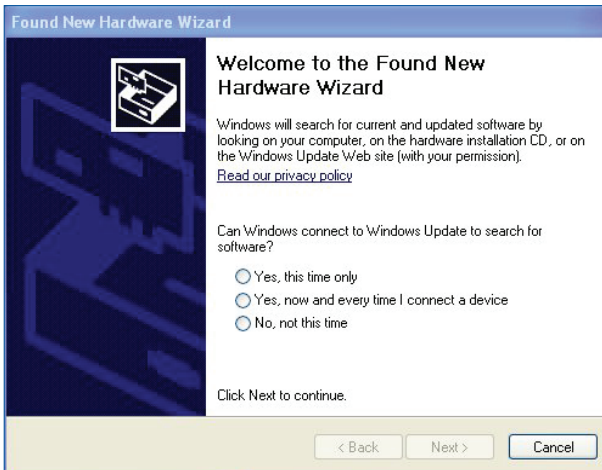 Found New Hardware Wizard
Welcome to the Found New
Hardware Wizard
Windows will search for current and updated software by
looking on your computer, on the hardware installation CD, or on
the Windows Update Web site (with your permission).
Read our privacy policy
Can Windows connect to Windows Update to search for
software?
Yes, this time only
Yes, now and every time I connect a device
No, not this time
Click Next to continue.
< Back
Next >
Cancel